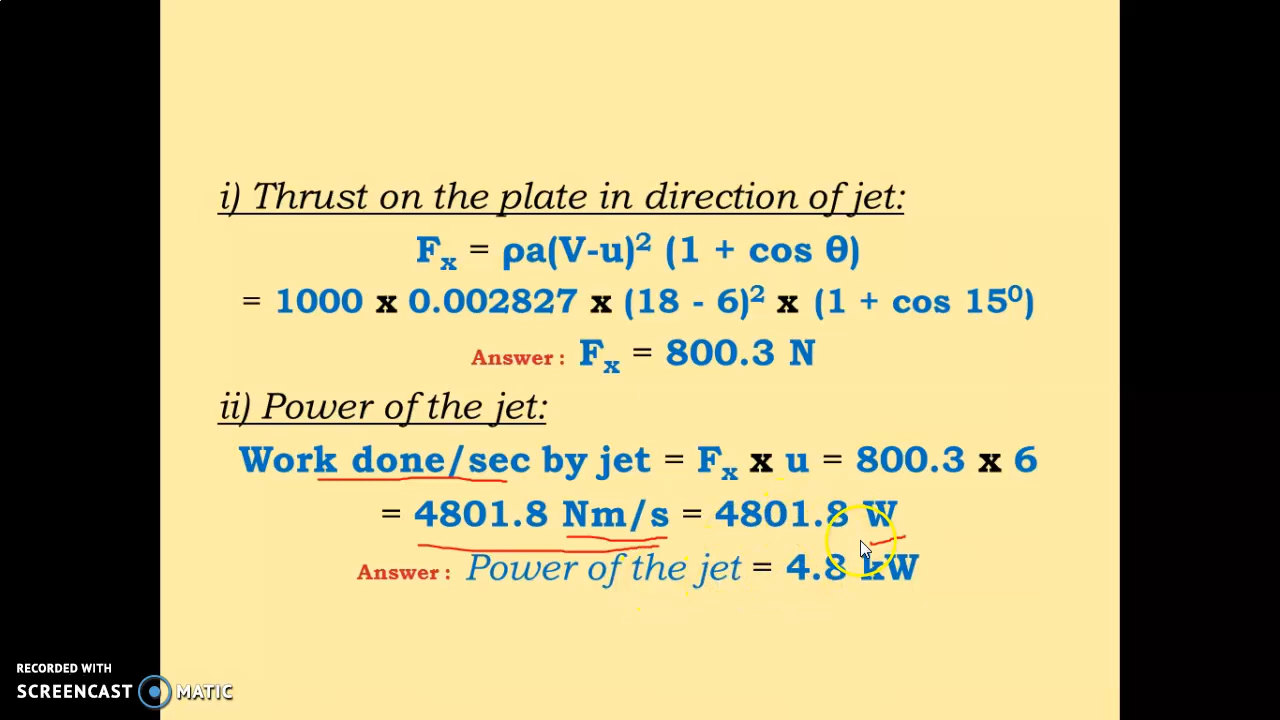 i) Thrust on the plate in direction of jet:
Fₓ = ρa(V-u)² (1 + cos θ)
= 1000 x 0.002827 x (18 - 6)² x (1 + cos 15⁰)
Answer : Fₓ = 800.3 N
ii) Power of the jet:
Work done/sec by jet = Fₓ x u = 800.3 x 6
= 4801.8 Nm/s = 4801.8 W
Answer : Power of the jet = 4.8 kW
RECORDED WITH
SCREENCAST MATIC